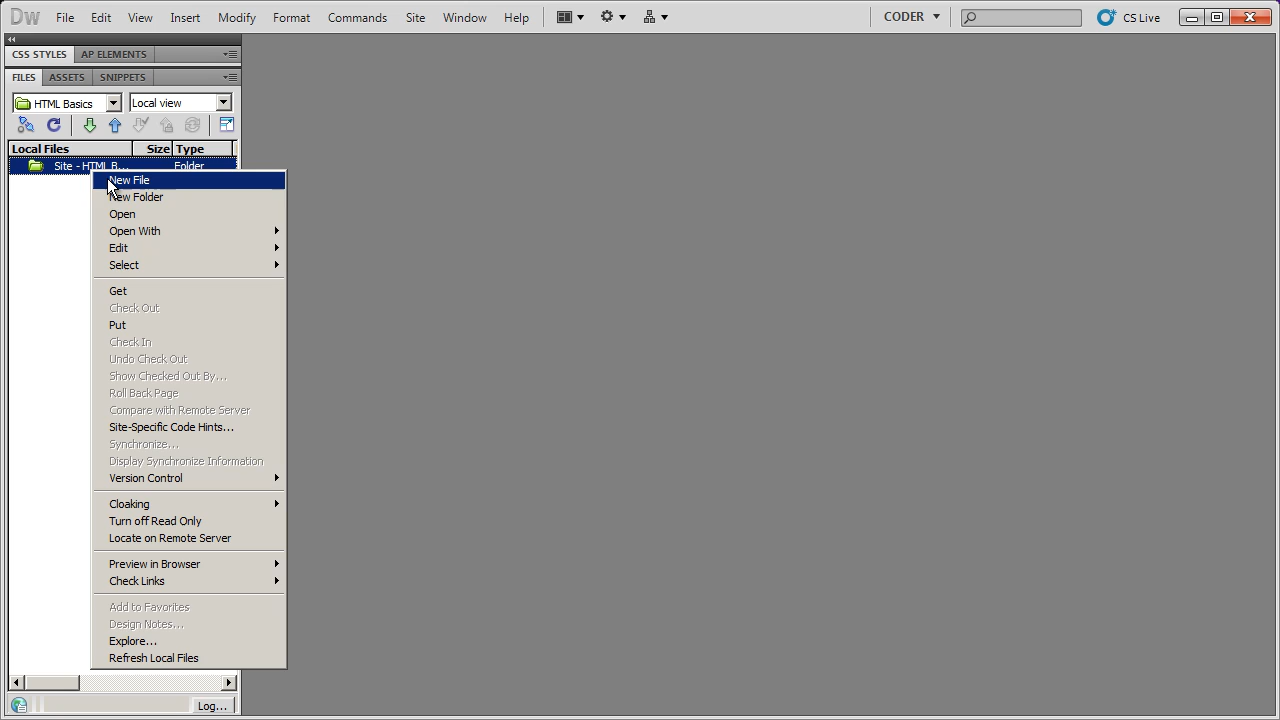 Dw File Edit View Insert Modify Format Commands Site Window Help CODER CS Live
CSS STYLES AP ELEMENTS
FILES ASSETS SNIPPETS
HTML Basics Local view
Local Files Size Type
Site - HTML B... Folder
New File
New Folder
Open
Open With
Edit
Select
Get
Check Out
Put
Check In
Undo Check Out
Show Checked Out By...
Roll Back Page
Compare with Remote Server
Site-Specific Code Hints...
Synchronize...
Display Synchronize Information
Version Control
Cloaking
Turn off Read Only
Locate on Remote Server
Preview in Browser
Check Links
Add to Favorites
Design Notes...
Explore...
Refresh Local Files
Log...